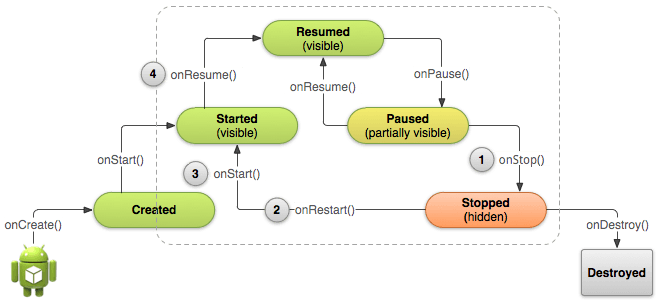 Resumed
(visible)
4
onResume()
onResume()
onPause()
Started
(visible)
Paused
(partially visible)
onStart()
3
onStart()
1
onStop()
Created
2
onRestart()
Stopped
(hidden)
onCreate()
onDestroy()
Destroyed